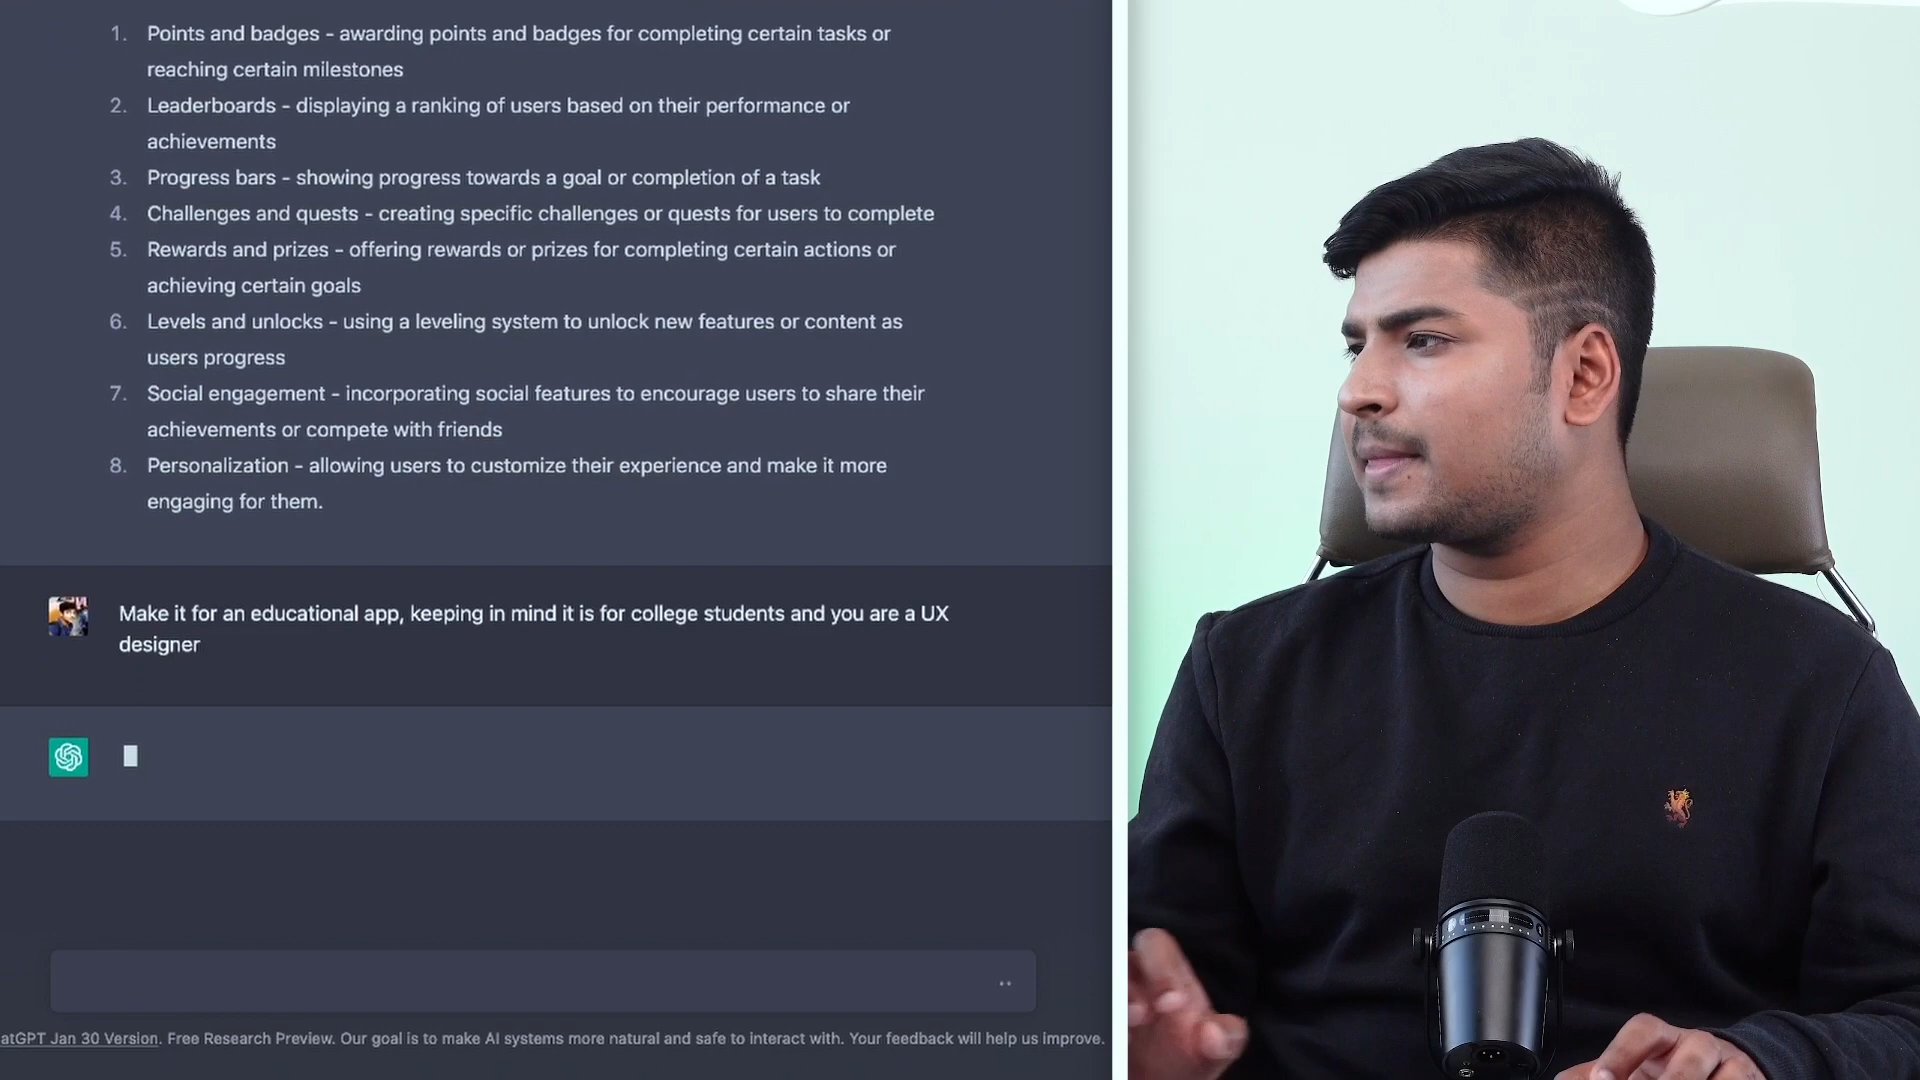 1. Points and badges - awarding points and badges for completing certain tasks or
reaching certain milestones
2. Leaderboards - displaying a ranking of users based on their performance or
achievements
3. Progress bars - showing progress towards a goal or completion of a task
4. Challenges and quests - creating specific challenges or quests for users to complete
5. Rewards and prizes - offering rewards or prizes for completing certain actions or
achieving certain goals
6. Levels and unlocks - using a leveling system to unlock new features or content as
users progress
7. Social engagement - incorporating social features to encourage users to share their
achievements or compete with friends
8. Personalization - allowing users to customize their experience and make it more
engaging for them.
Make it for an educational app, keeping in mind it is for college students and you are a UX
designer
atGPT Jan 30 Version. Free Research Preview. Our goal is to make AI systems more natural and safe to interact with. Your feedback will help us improve.